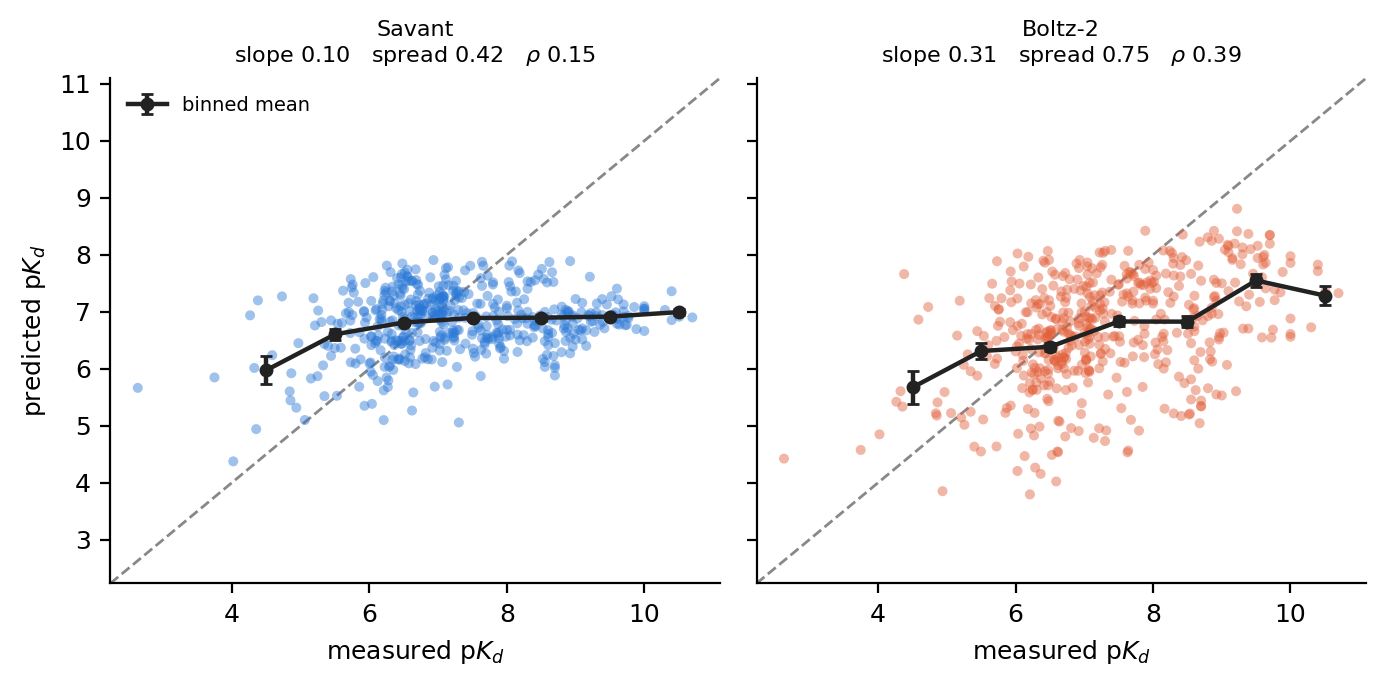 Savant
slope 0.10 spread 0.42 ρ 0.15
Boltz-2
slope 0.31 spread 0.75 ρ 0.39
binned mean
predicted pK_d
11
10
9
8
7
6
5
4
3
4 6 8 10
4 6 8 10
measured pK_d
measured pK_d